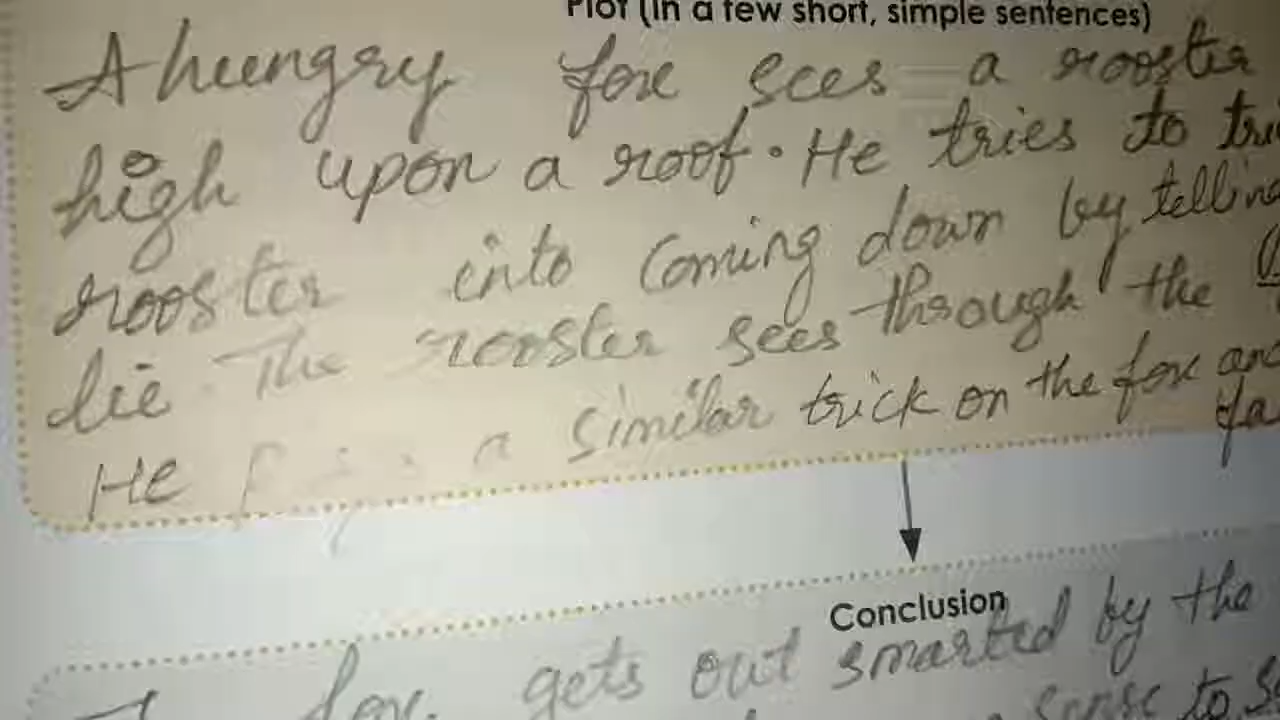 Plot (in a few short, simple sentences)
A hungry fox sees a rooster
high upon a roof. He tries to
rooster into coming down by telling
lie. The rooster sees through the
He a similar trick on the fox
Conclusion
fox gets out smarted by the
sense to